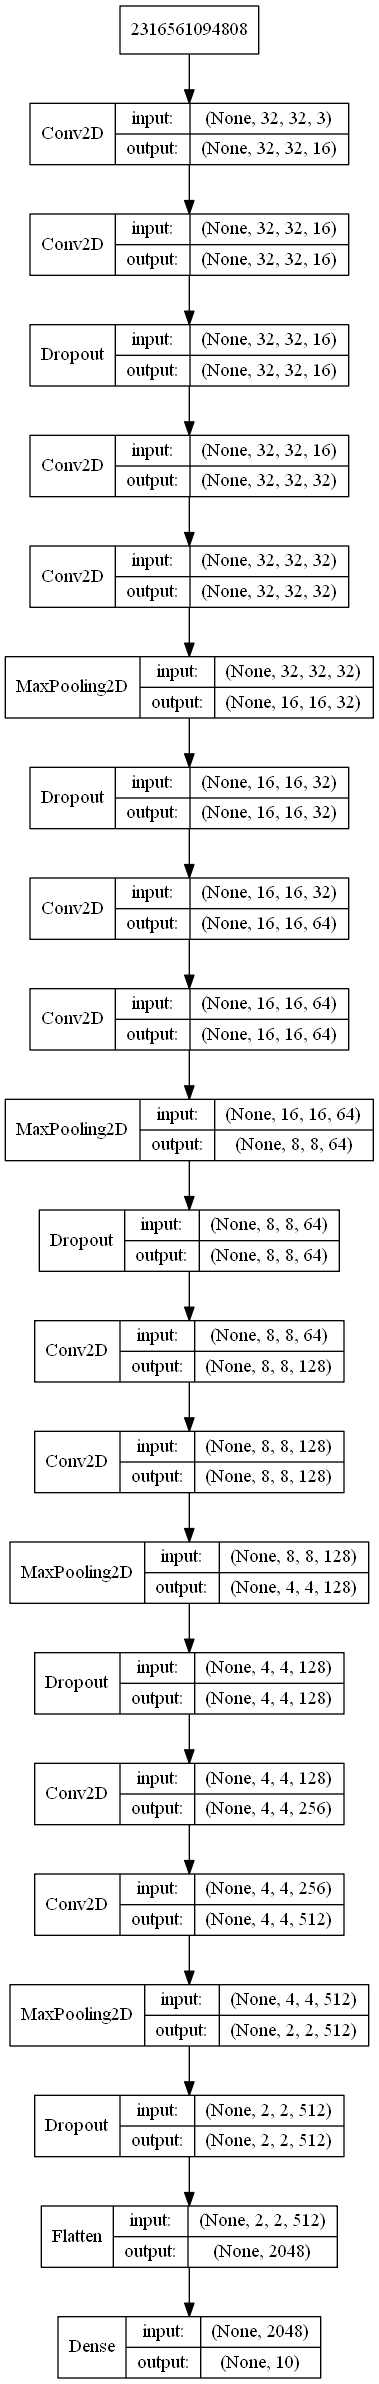 2316561094808
Conv2D input: (None, 32, 32, 3)
output: (None, 32, 32, 16)
Conv2D input: (None, 32, 32, 16)
output: (None, 32, 32, 16)
Dropout input: (None, 32, 32, 16)
output: (None, 32, 32, 16)
Conv2D input: (None, 32, 32, 16)
output: (None, 32, 32, 32)
Conv2D input: (None, 32, 32, 32)
output: (None, 32, 32, 32)
MaxPooling2D input: (None, 32, 32, 32)
output: (None, 16, 16, 32)
Dropout input: (None, 16, 16, 32)
output: (None, 16, 16, 32)
Conv2D input: (None, 16, 16, 32)
output: (None, 16, 16, 64)
Conv2D input: (None, 16, 16, 64)
output: (None, 16, 16, 64)
MaxPooling2D input: (None, 16, 16, 64)
output: (None, 8, 8, 64)
Dropout input: (None, 8, 8, 64)
output: (None, 8, 8, 64)
Conv2D input: (None, 8, 8, 64)
output: (None, 8, 8, 128)
Conv2D input: (None, 8, 8, 128)
output: (None, 8, 8, 128)
MaxPooling2D input: (None, 8, 8, 128)
output: (None, 4, 4, 128)
Dropout input: (None, 4, 4, 128)
output: (None, 4, 4, 128)
Conv2D input: (None, 4, 4, 128)
output: (None, 4, 4, 256)
Conv2D input: (None, 4, 4, 256)
output: (None, 4, 4, 512)
MaxPooling2D input: (None, 4, 4, 512)
output: (None, 2, 2, 512)
Dropout input: (None, 2, 2, 512)
output: (None, 2, 2, 512)
Flatten input: (None, 2, 2, 512)
output: (None, 2048)
Dense input: (None, 2048)
output: (None, 10)